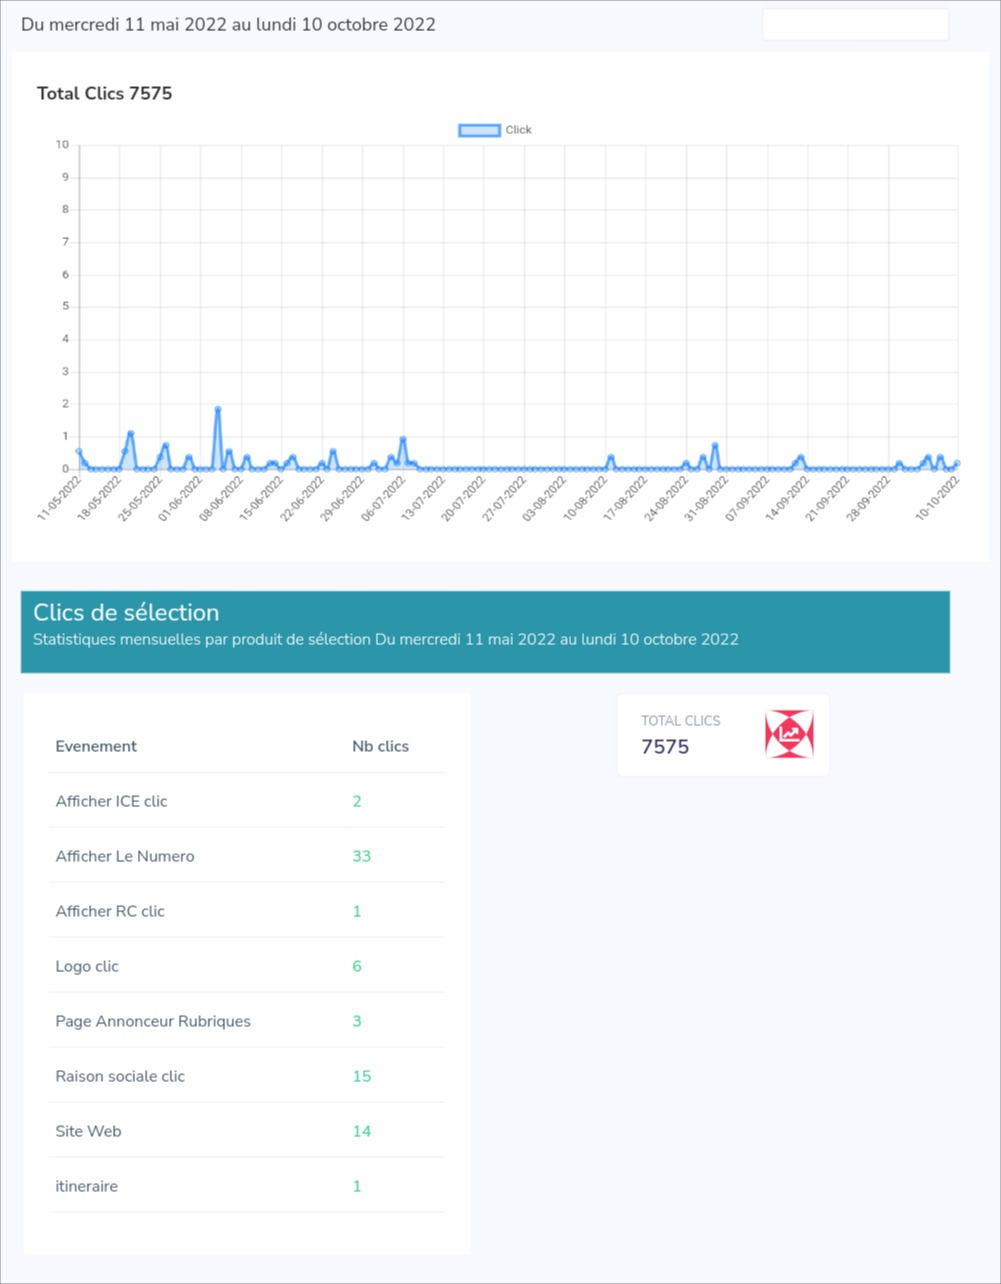 Du mercredi 11 mai 2022 au lundi 10 octobre 2022
Total Clics 7575
Click
10
9
8
7
6
5
4
3
2
1
0
11-05-2022
18-05-2022
25-05-2022
01-06-2022
08-06-2022
15-06-2022
22-06-2022
29-06-2022
06-07-2022
13-07-2022
20-07-2022
27-07-2022
03-08-2022
10-08-2022
17-08-2022
24-08-2022
31-08-2022
07-09-2022
14-09-2022
21-09-2022
28-09-2022
10-10-2022
Clics de sélection
Statistiques mensuelles par produit de sélection Du mercredi 11 mai 2022 au lundi 10 octobre 2022
TOTAL CLICS
7575
Evenement Nb clics
Afficher ICE clic 2
Afficher Le Numero 33
Afficher RC clic 1
Logo clic 6
Page Annonceur Rubriques 3
Raison sociale clic 15
Site Web 14
itineraire 1